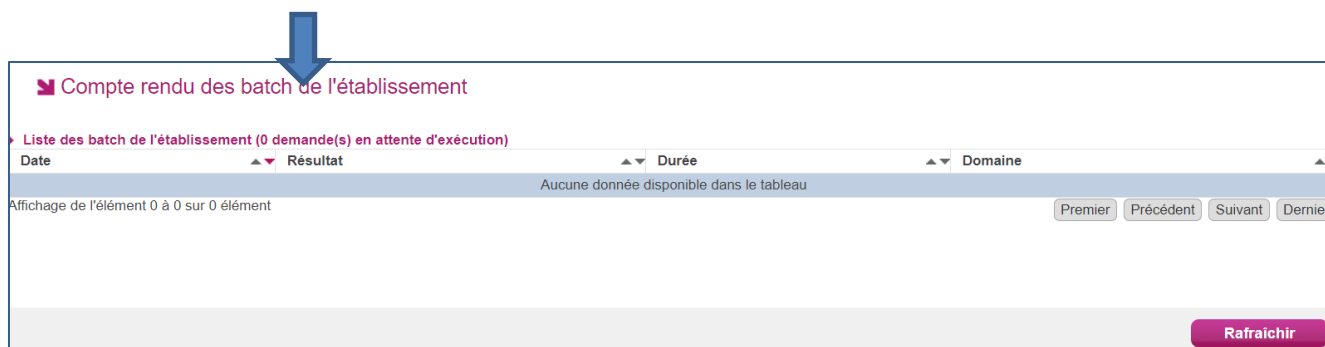 Compte rendu des batch de l'établissement
Liste des batch de l'établissement (0 demande(s) en attente d'exécution)
Date Résultat Durée Domaine
Aucune donnée disponible dans le tableau
Affichage de l'élément 0 à 0 sur 0 élément
Premier Précédent Suivant Dernie
Rafraîchir